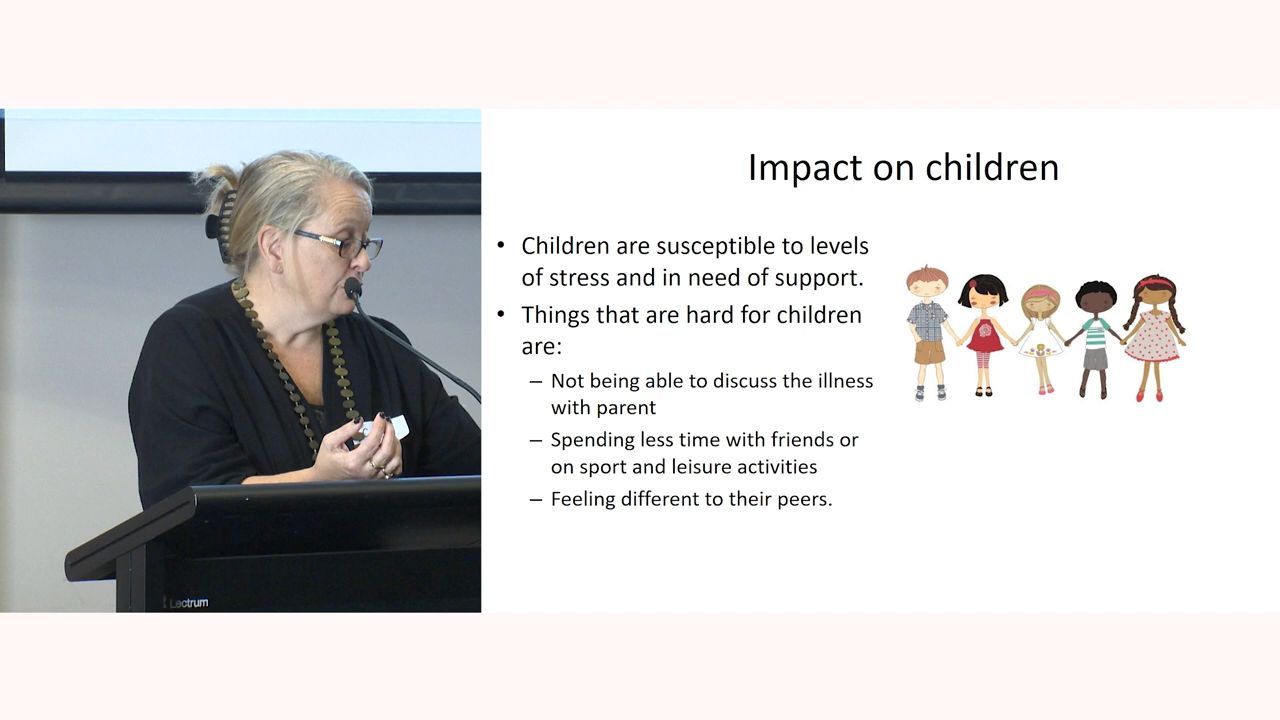 Impact on children
• Children are susceptible to levels
of stress and in need of support.
• Things that are hard for children
are:
– Not being able to discuss the illness
with parent
– Spending less time with friends or
on sport and leisure activities
– Feeling different to their peers.
Lectrum